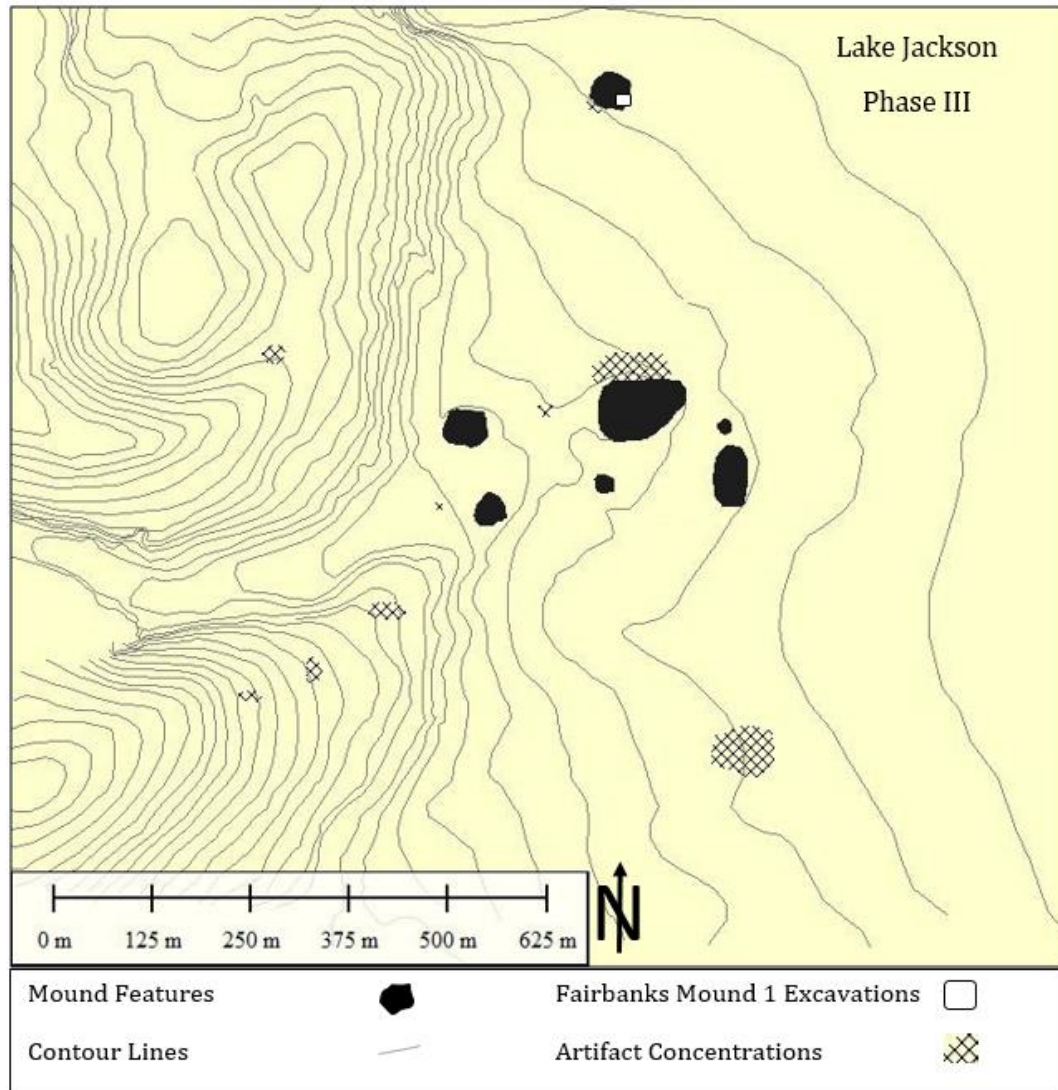 Lake Jackson
Phase III
0 m 125 m 250 m 375 m 500 m 625 m
N
Mound Features
Fairbanks Mound 1 Excavations
Contour Lines
Artifact Concentrations